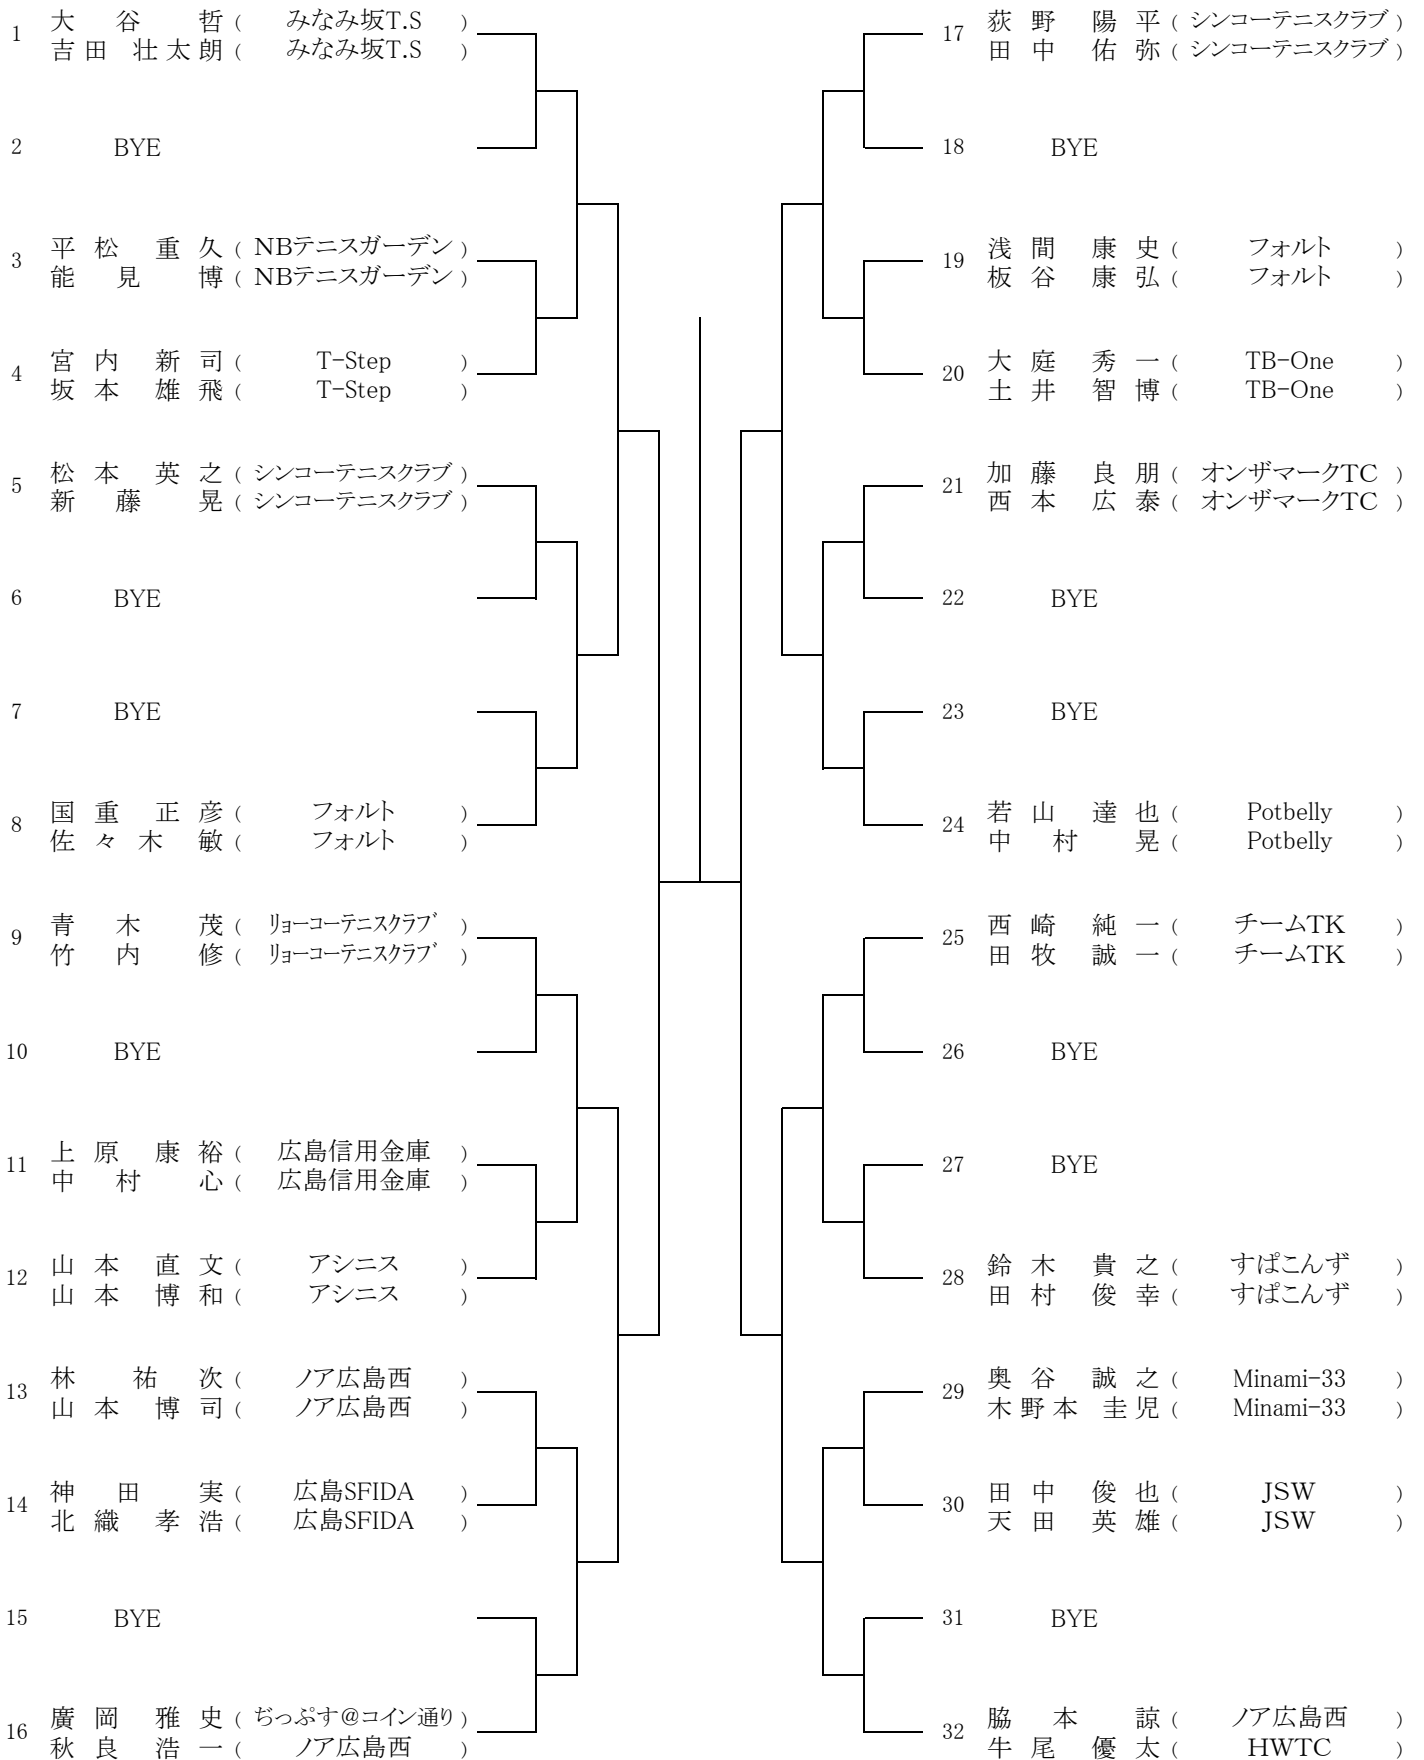 1 大谷 哲 ( みなみ坂T.S )
吉田 壮太朗 ( みなみ坂T.S )
2 BYE
3 平松 重久 ( NBテニスガーデン )
能見 博 ( NBテニスガーデン )
4 宮内 新司 ( T-Step )
坂本 雄飛 ( T-Step )
5 松本 英之 ( シンコーテニスクラブ )
新藤 晃 ( シンコーテニスクラブ )
6 BYE
7 BYE
8 国重 正彦 ( フォルト )
佐々木 敏 ( フォルト )
9 青木 茂 ( リョーコーテニスクラブ )
竹内 修 ( リョーコーテニスクラブ )
10 BYE
11 上原 康裕 ( 広島信用金庫 )
中村 心 ( 広島信用金庫 )
12 山本 直文 ( アシニス )
山本 博和 ( アシニス )
13 林 祐次 ( ノア広島西 )
山本 博司 ( ノア広島西 )
14 神田 実 ( 広島SFIDA )
北織 孝浩 ( 広島SFIDA )
15 BYE
16 廣岡 雅史 ( ぢっぷす@コイン通り )
秋良 浩一 ( ノア広島西 )
17 荻野 陽平 ( シンコーテニスクラブ )
田中 佑弥 ( シンコーテニスクラブ )
18 BYE
19 浅間 康史 ( フォルト )
板谷 康弘 ( フォルト )
20 大庭 秀一 ( TB-One )
土井 智博 ( TB-One )
21 加藤 良朋 ( オンザマークTC )
西本 広泰 ( オンザマークTC )
22 BYE
23 BYE
24 若山 達也 ( Potbelly )
中村 晃 ( Potbelly )
25 西崎 純一 ( チームTK )
田牧 誠一 ( チームTK )
26 BYE
27 BYE
28 鈴木 貴之 ( すぱこんず )
田村 俊幸 ( すぱこんず )
29 奥谷 誠之 ( Minami-33 )
木野本 圭児 ( Minami-33 )
30 田中 俊也 ( JSW )
天田 英雄 ( JSW )
31 BYE
32 脇本 諒 ( ノア広島西 )
牛尾 優太 ( HWTC )